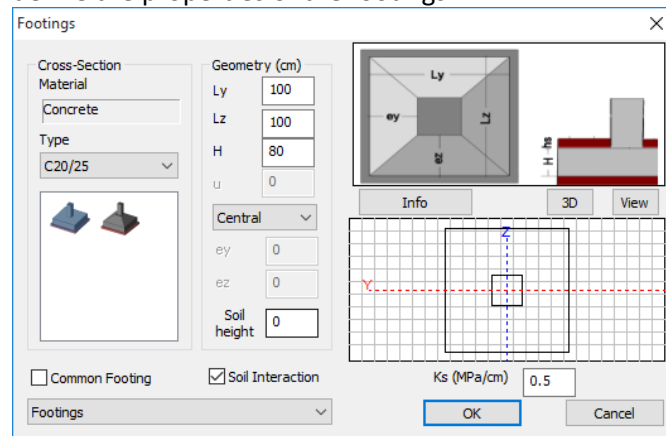 Footings
Cross-Section
Material
Concrete
Type
C20/25
Geometry (cm)
Ly 100
Lz 100
H 80
u 0
Central
ey 0
ez 0
Soil height 0
Ly
ey
Lz
ez
H hs
Info
3D
View
Z
Y
Common Footing
Soil Interaction
Ks (MPa/cm) 0.5
Footings
OK
Cancel